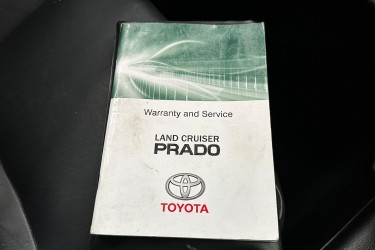 Warranty and Service
LAND CRUISER
PRADO
TOYOTA